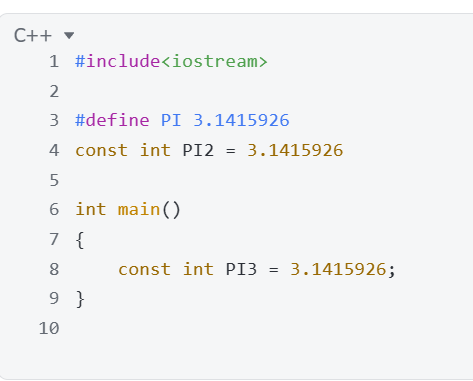 C++
1 #include<iostream>
2
3 #define PI 3.1415926
4 const int PI2 = 3.1415926
5
6 int main()
7 {
8     const int PI3 = 3.1415926;
9 }
10